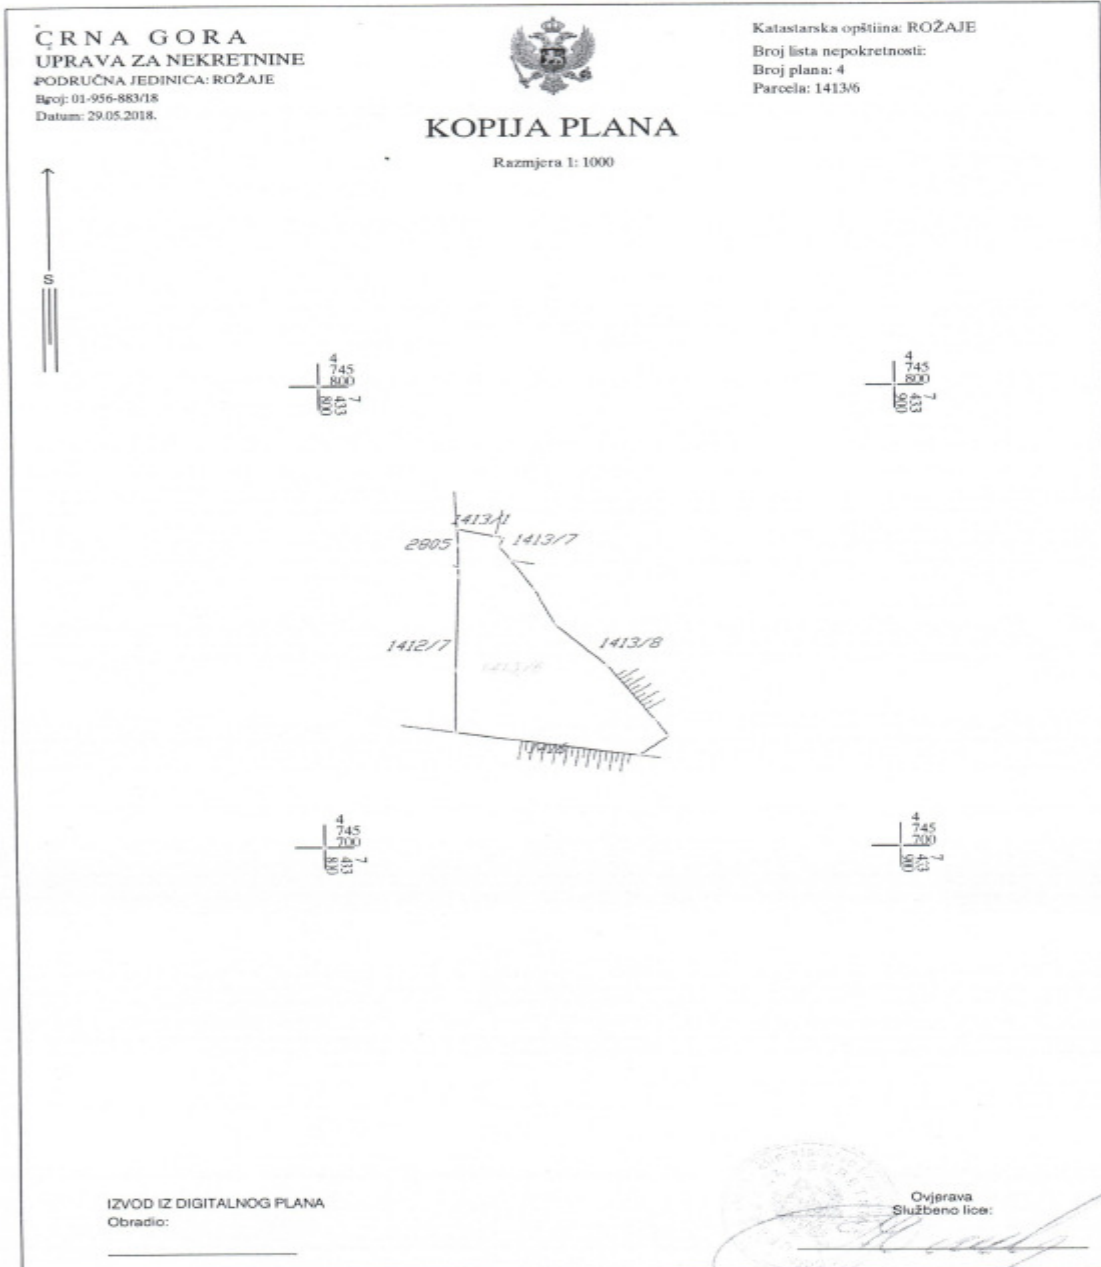 CRNA GORA
UPRAVA ZA NEKRETNINE
PODRUČNA JEDINICA: ROŽAJE
Broj: 01-956-883/18
Datum: 29.05.2018.
Katastarska opštiina: ROŽAJE
Broj lista nepokretnosti:
Broj plana: 4
Parcela: 1413/6
KOPIJA PLANA
Razmjera 1: 1000
S
4
745
800
7
433
800
4
745
800
7
433
900
1413/1
2805
1413/7
1412/7
1413/8
4
745
700
7
433
800
4
745
700
7
433
900
IZVOD IZ DIGITALNOG PLANA
Obradio:
Ovjerava
Službeno lice: